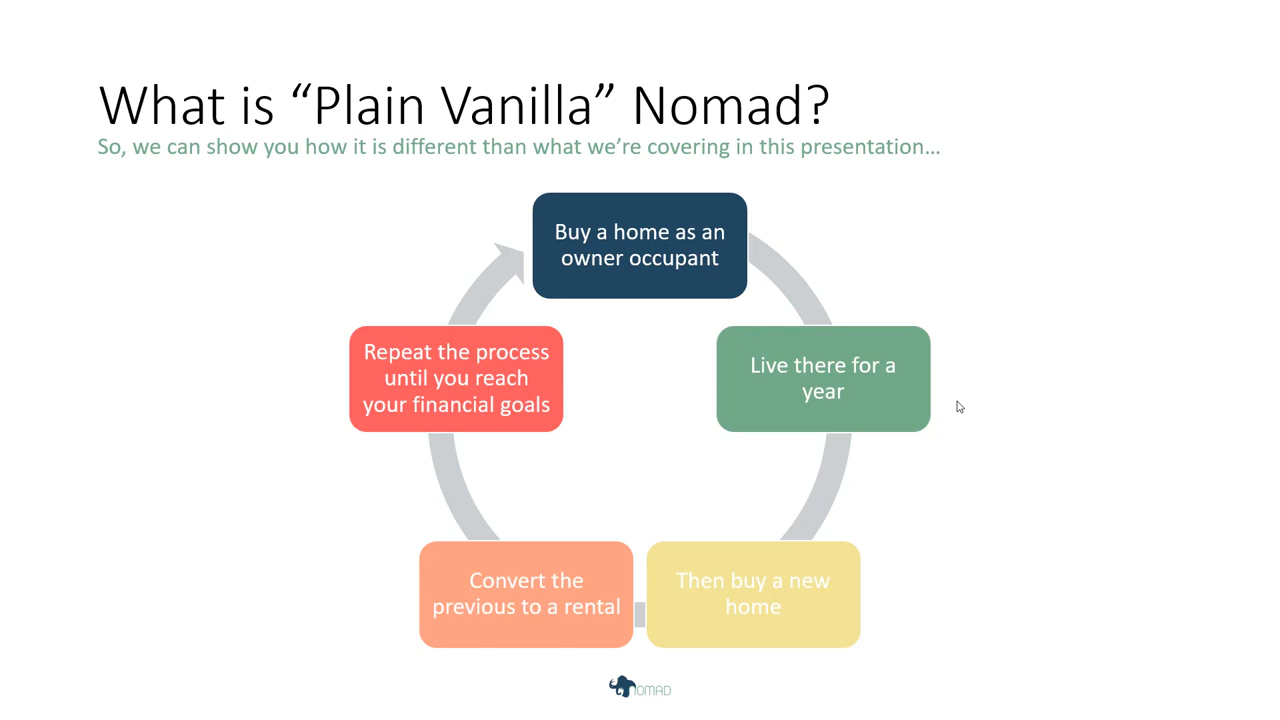 What is “Plain Vanilla” Nomad?
So, we can show you how it is different than what we’re covering in this presentation…
Buy a home as an
owner occupant
Live there for a
year
Then buy a new
home
Convert the
previous to a rental
Repeat the process
until you reach
your financial goals
NOMAD